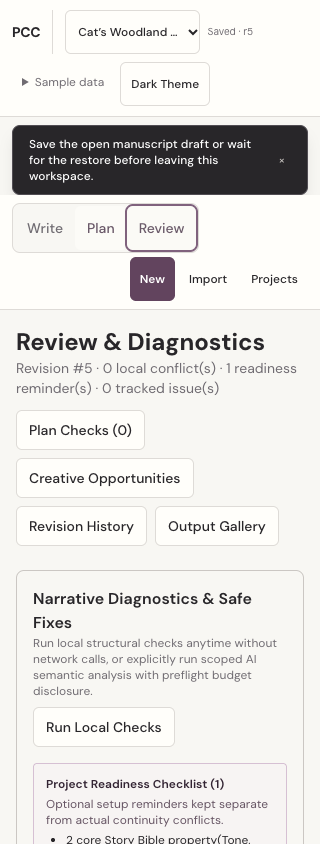 PCC
Cat's Woodland ...
Saved · r5
▶ Sample data
Dark Theme
Save the open manuscript draft or wait
for the restore before leaving this
workspace.
×
Write
Plan
Review
New
Import
Projects
Review & Diagnostics
Revision #5 · 0 local conflict(s) · 1 readiness
reminder(s) · 0 tracked issue(s)
Plan Checks (0)
Creative Opportunities
Revision History
Output Gallery
Narrative Diagnostics & Safe
Fixes
Run local structural checks anytime without
network calls, or explicitly run scoped AI
semantic analysis with preflight budget
disclosure.
Run Local Checks
Project Readiness Checklist (1)
Optional setup reminders kept separate
from actual continuity conflicts.
• 2 core Story Bible property(Tone,